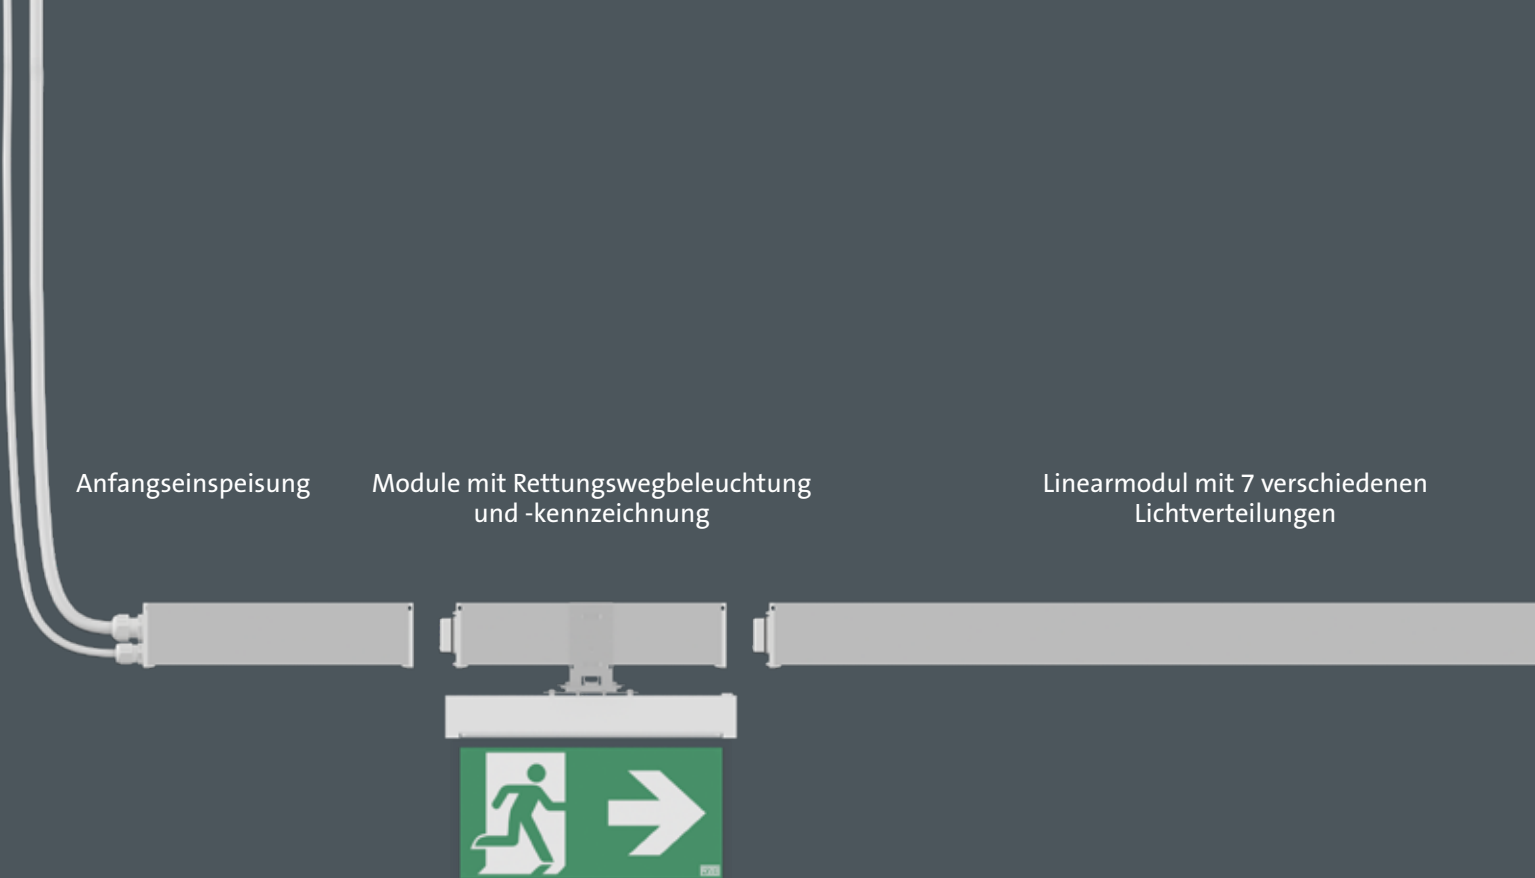 Anfangseinspeisung
Module mit Rettungswegbeleuchtung
und -kennzeichnung
Linearmodul mit 7 verschiedenen
Lichtverteilungen